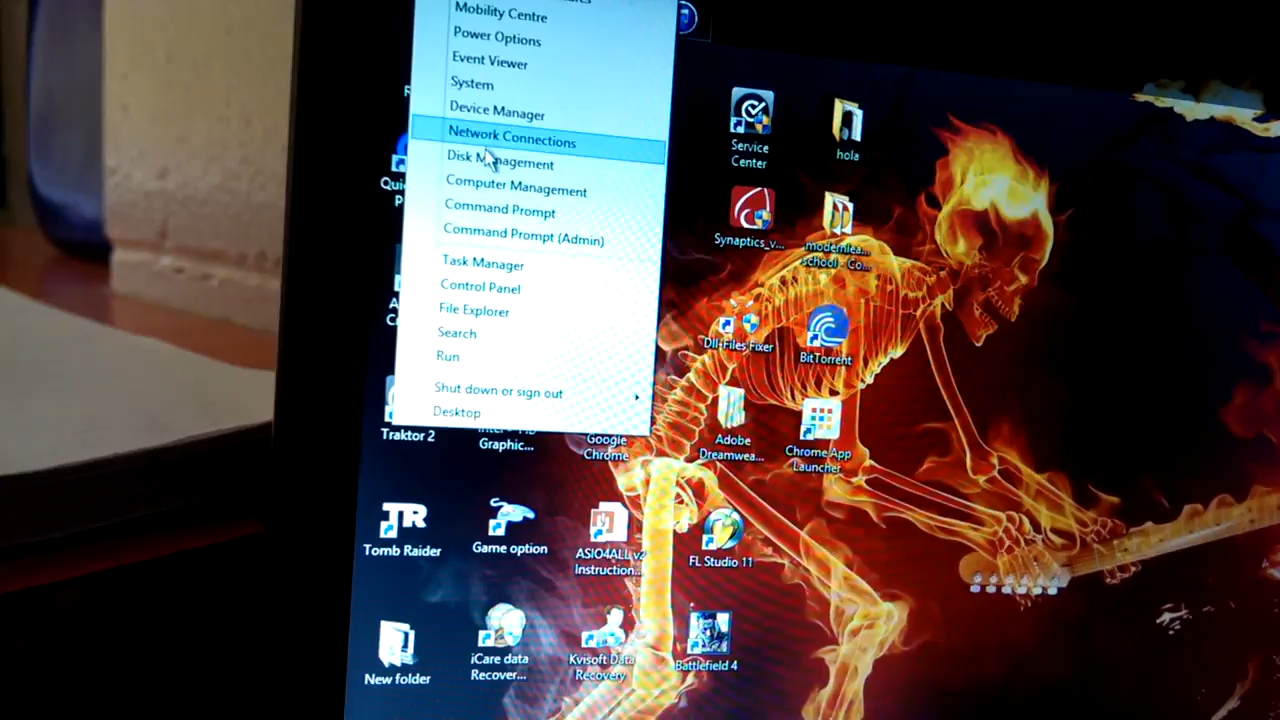 Mobility Centre
Power Options
Event Viewer
System
Device Manager
Network Connections
Disk Management
Computer Management
Command Prompt
Command Prompt (Admin)
Task Manager
Control Panel
File Explorer
Search
Run
Shut down or sign out
Desktop
Service
Center
hola
Synaptics_v...
modernlea...
school - Co...
Dll-Files Fixer
BitTorrent
Traktor 2
Graphic...
Google
Chrome
Adobe
Dreamwea...
Chrome App
Launcher
TR
Tomb Raider
Game option
ASIO4ALL v2
Instruction...
FL Studio 11
New folder
iCare data
Recover...
Kvisoft Data
Recovery
Battlefield 4